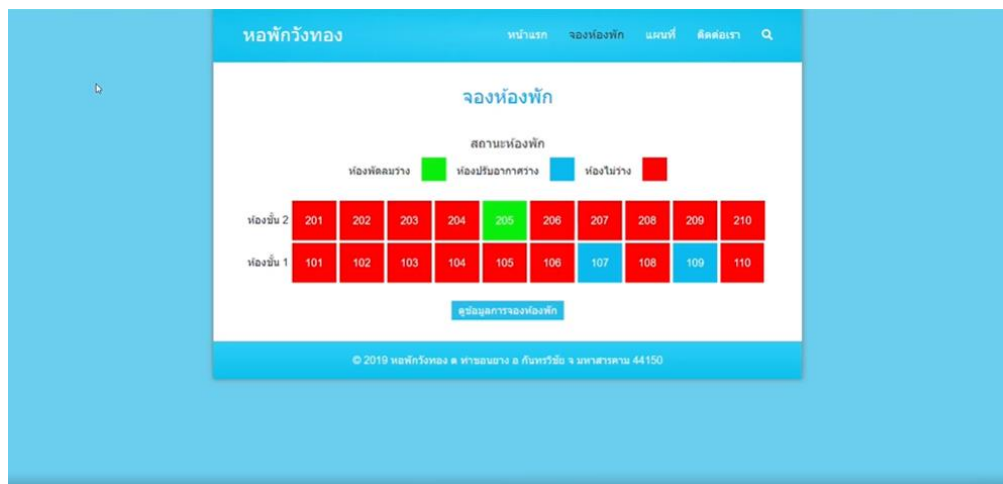 หอพักวังทอง หน้าแรก จองห้องพัก แผนที่ ติดต่อเรา
จองห้องพัก
สถานะห้องพัก
ห้องพัดลมว่าง ห้องปรับอากาศว่าง ห้องไม่ว่าง
ห้องชั้น 2 201 202 203 204 205 206 207 208 209 210
ห้องชั้น 1 101 102 103 104 105 106 107 108 109 110
ดูข้อมูลการจองห้องพัก
© 2019 หอพักวังทอง ต ท่าขอนยาง อ กันทรวิชัย จ มหาสารคาม 44150